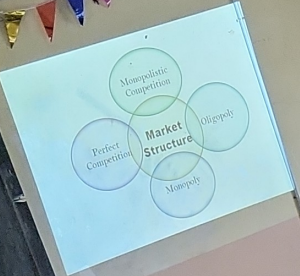 Monopolistic
Competition
Market
Structure
Oligopoly
Perfect
Competition
Monopoly